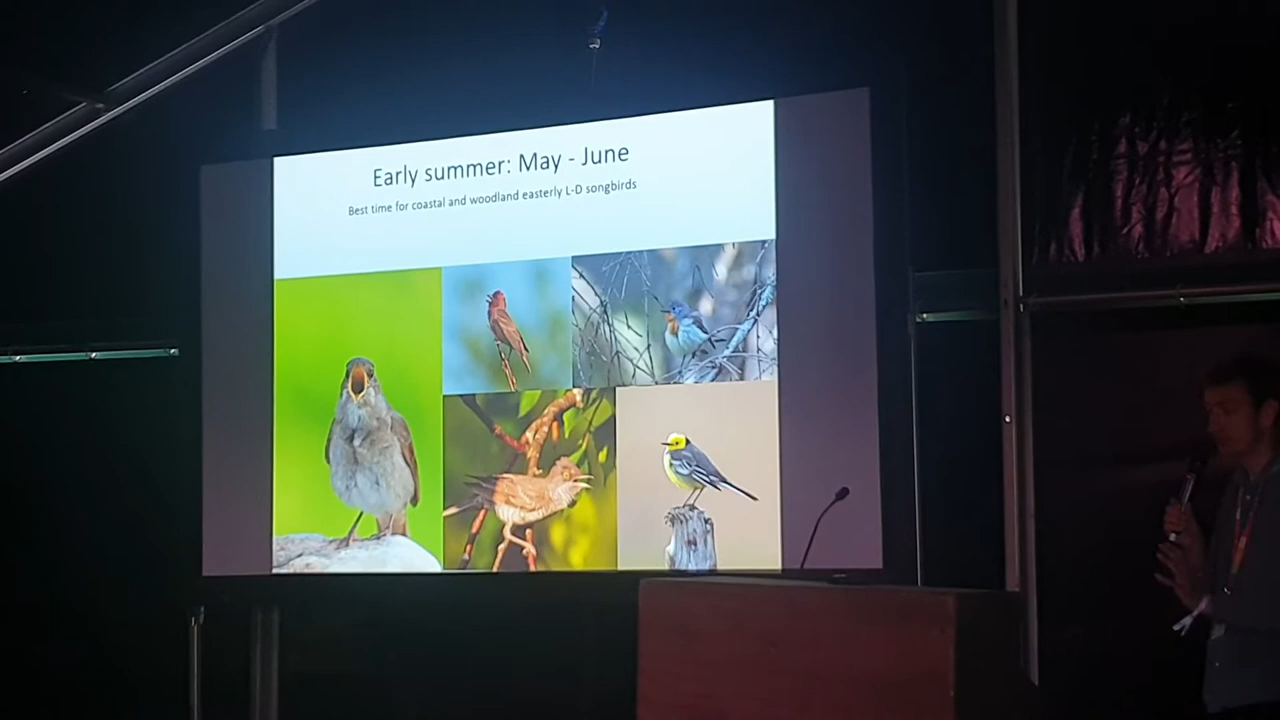 Early summer: May - June
Best time for coastal and woodland easterly L-D songbirds